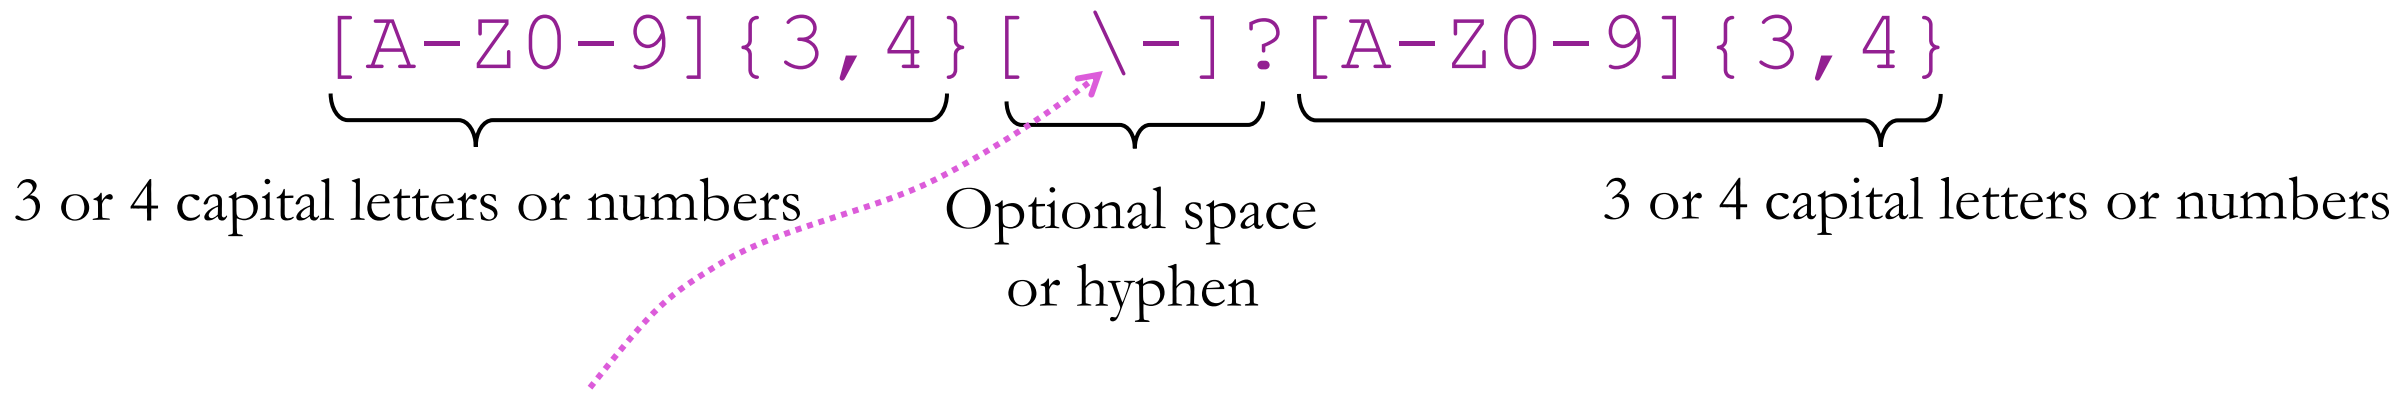 [A-Z0-9]{3,4}[ \-]?[A-Z0-9]{3,4}
3 or 4 capital letters or numbers
Optional space
or hyphen
3 or 4 capital letters or numbers